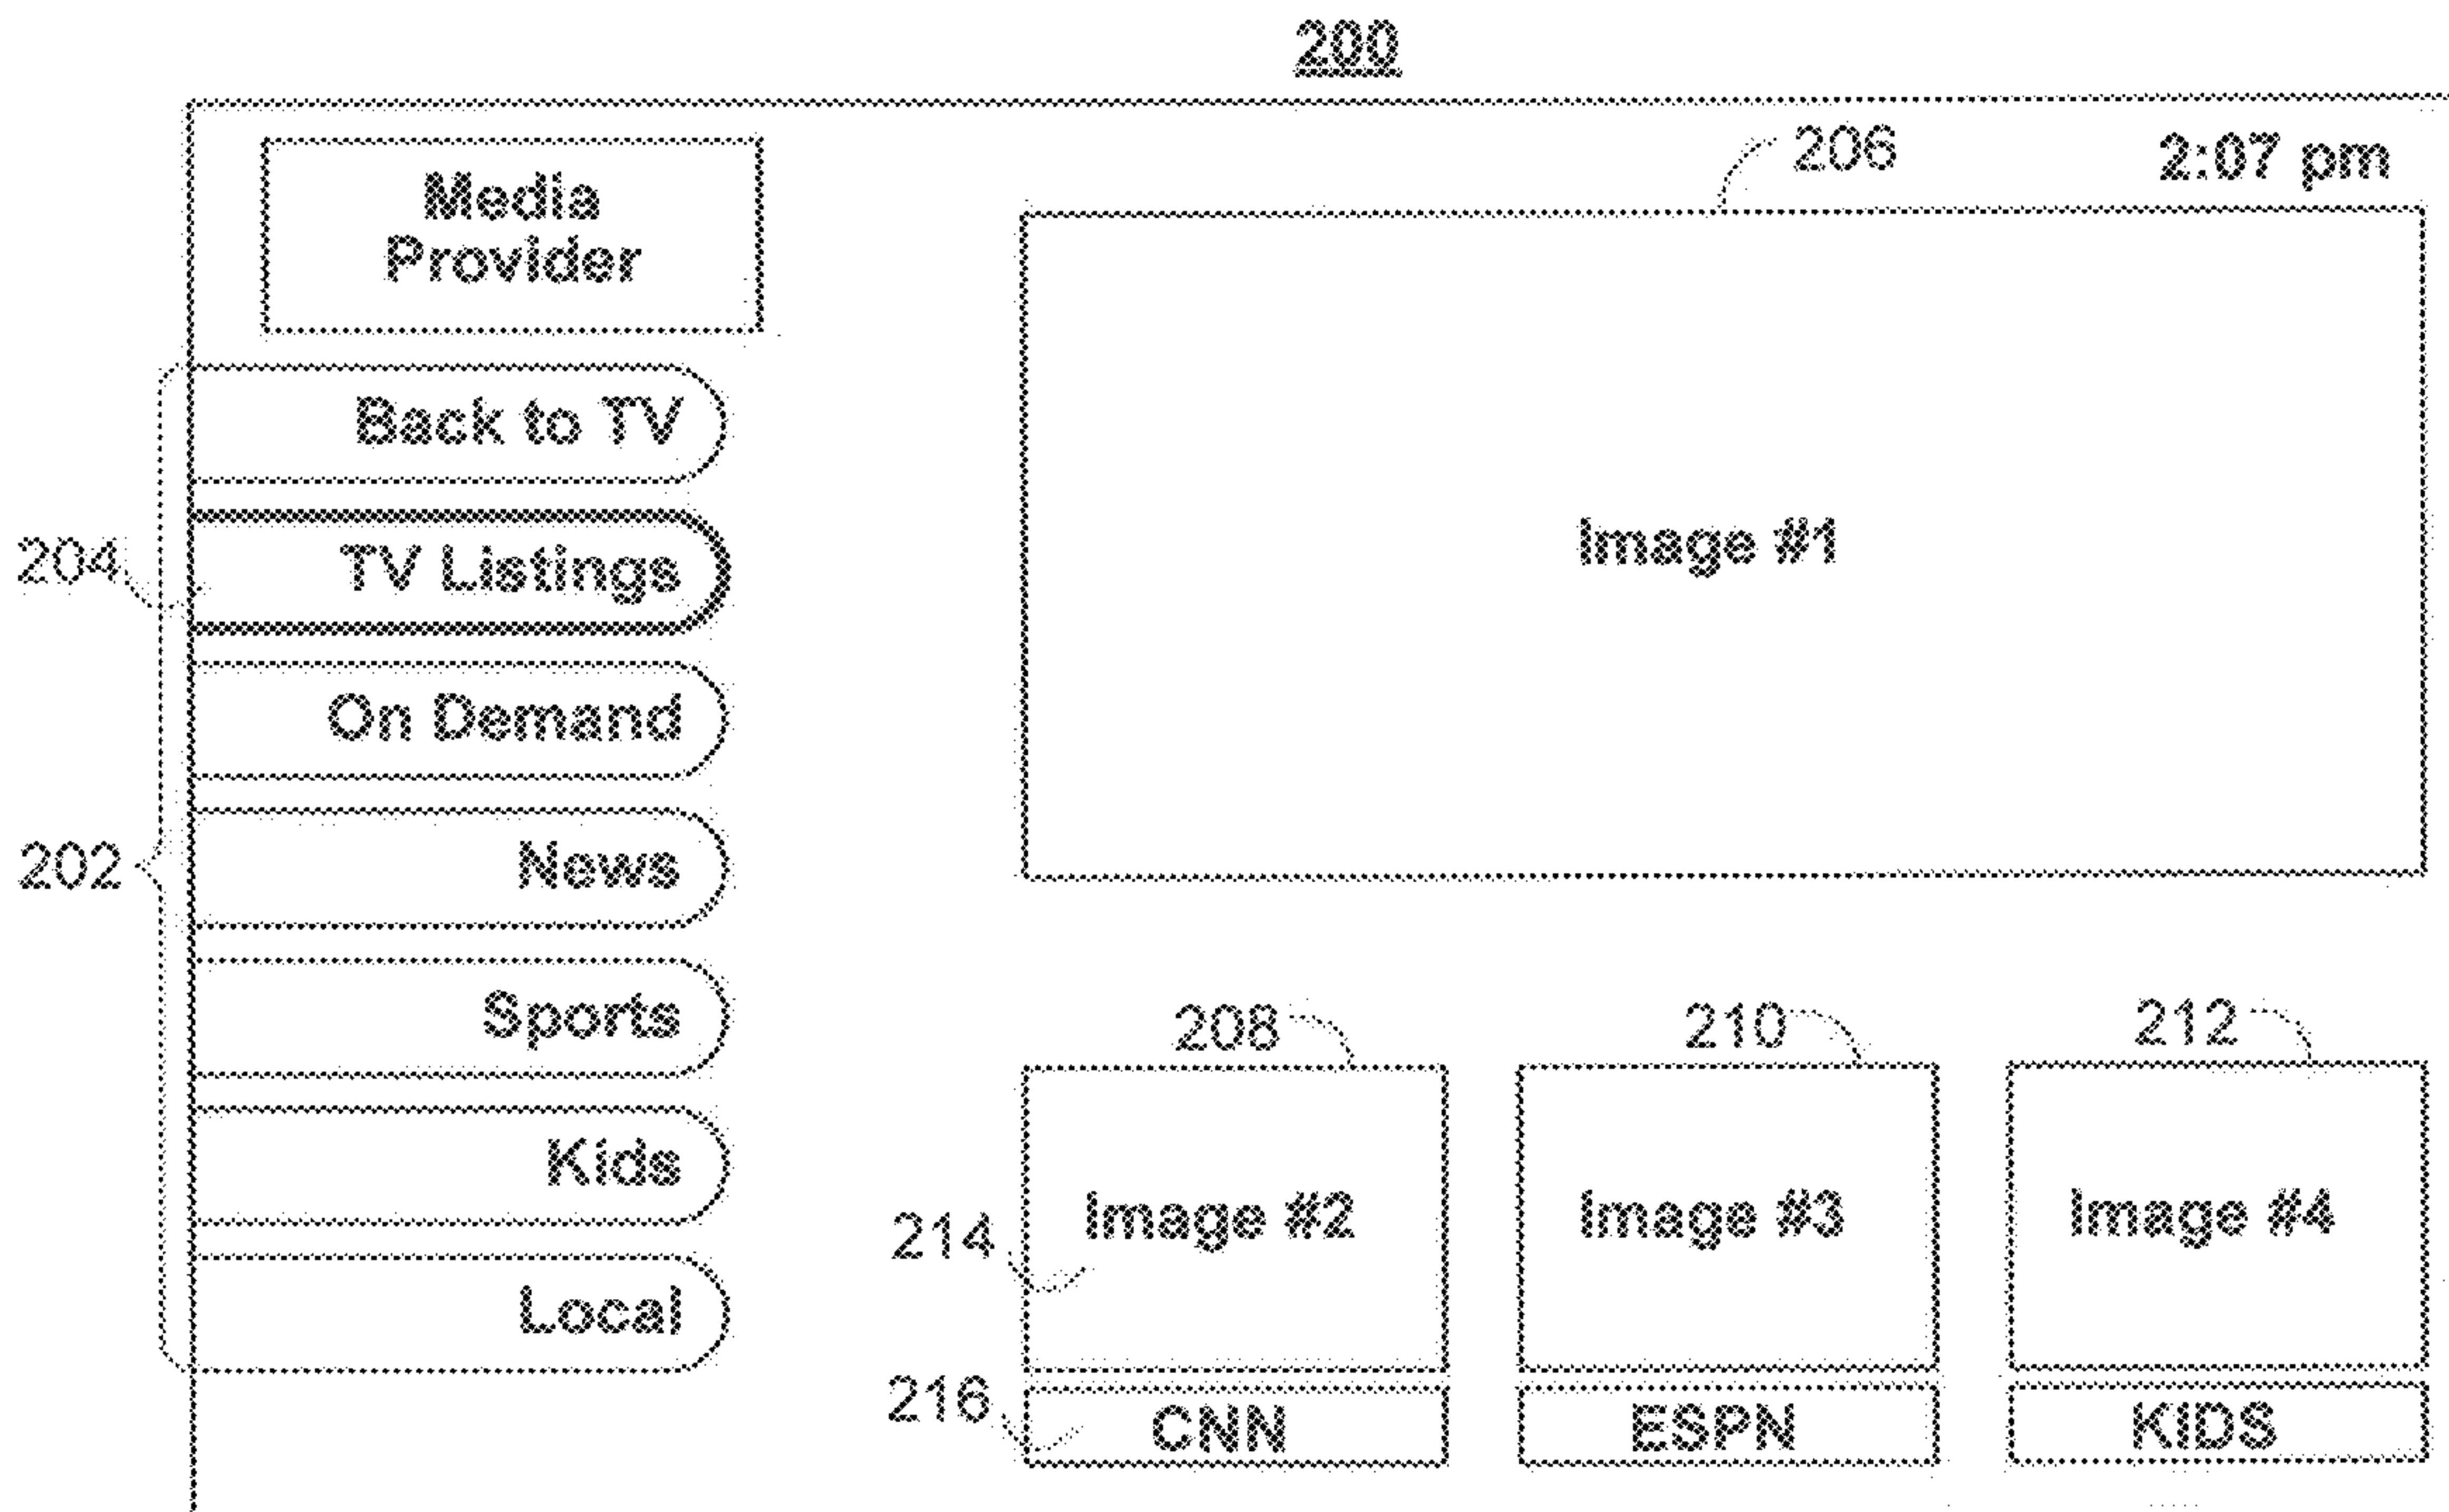 200
206
2:07 pm
Media
Provider
Back to TV
204
TV Listings
Image #1
On Demand
202
News
Sports
208
210
212
Kids
214
Image #2
Image #3
Image #4
Local
216
CNN
ESPN
KIDS